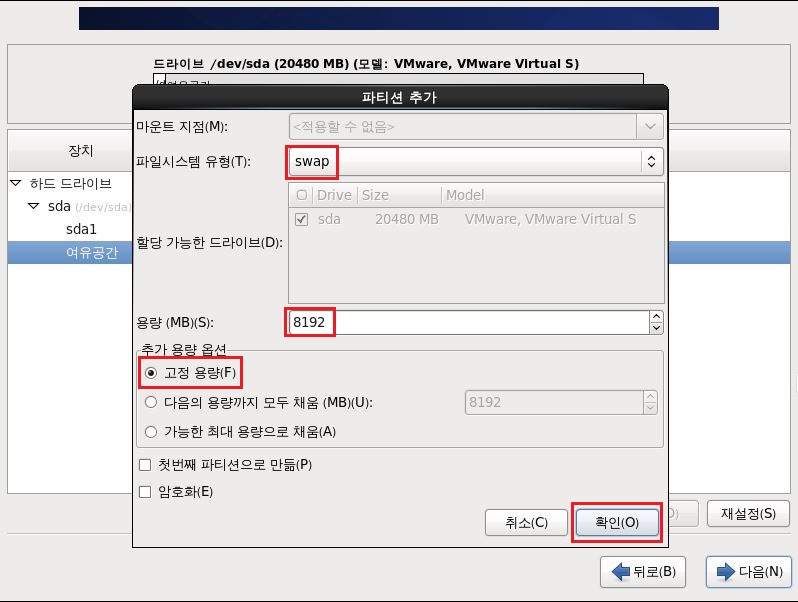 드라이브 /dev/sda (20480 MB) (모델: VMware, VMware Virtual S)
여유공간
파티션 추가
장치
하드 드라이브
sda (/dev/sda)
sda1
여유공간
마운트 지점(M):
<적용할 수 없음>
파일시스템 유형(T):
swap
할당 가능한 드라이브(D):
Drive Size Model
sda 20480 MB VMware, VMware Virtual S
용량 (MB)(S):
8192
추가 용량 옵션
고정 용량(F)
다음의 용량까지 모두 채움 (MB)(U):
8192
가능한 최대 용량으로 채움(A)
첫번째 파티션으로 만듦(P)
암호화(E)
취소(C)
확인(O)
재설정(S)
뒤로(B)
다음(N)